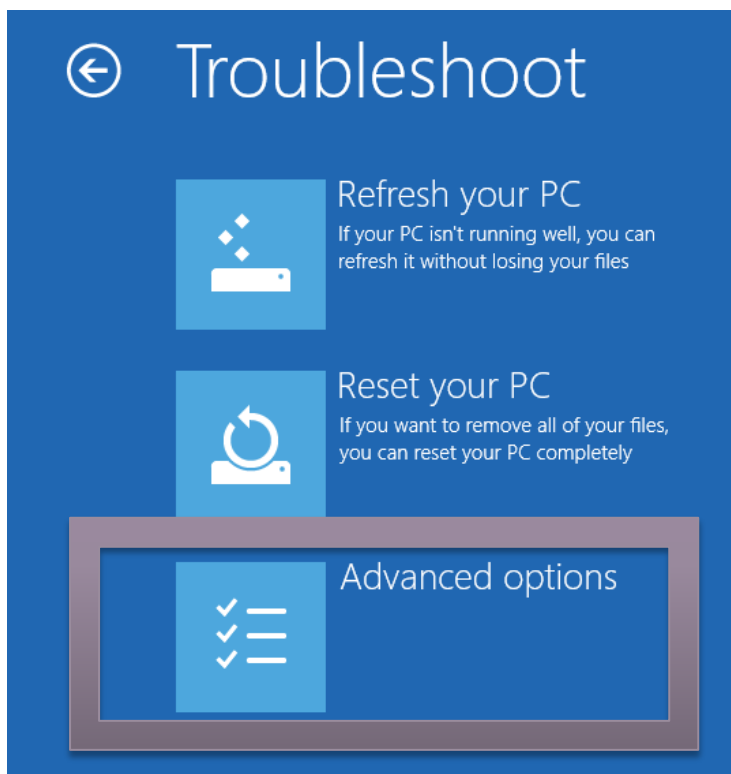 Troubleshoot
Refresh your PC
If your PC isn't running well, you can
refresh it without losing your files
Reset your PC
If you want to remove all of your files,
you can reset your PC completely
Advanced options